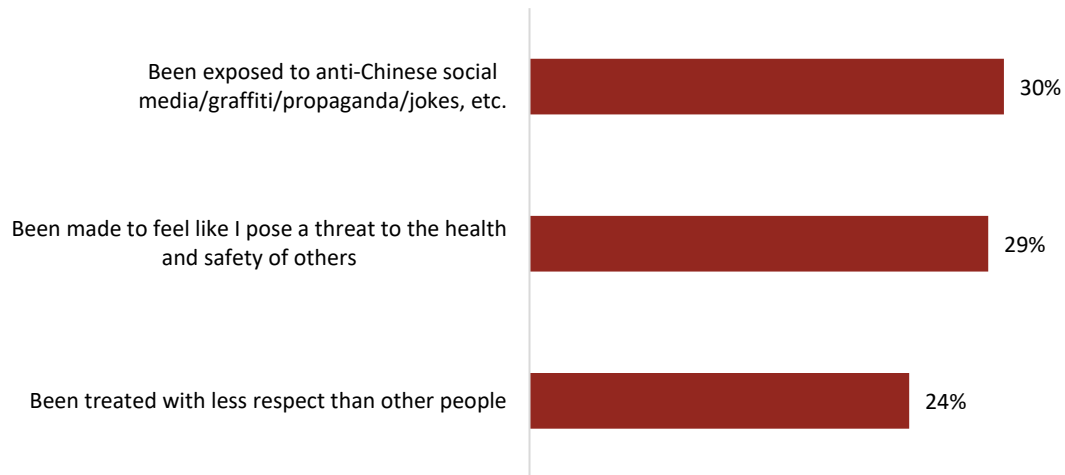 Been exposed to anti-Chinese social
media/graffiti/propaganda/jokes, etc.
30%
Been made to feel like I pose a threat to the health
and safety of others
29%
Been treated with less respect than other people
24%